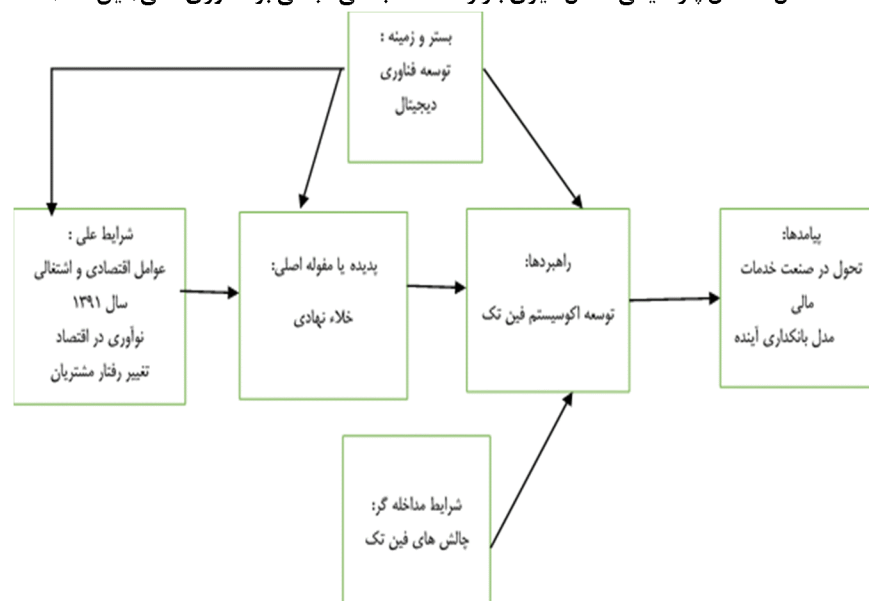 بستر و زمینه :
توسعه فناوری
دیجیتال
شرایط علی :
عوامل اقتصادی و اشتغالی
سال ۱۳۹۱
نوآوری در اقتصاد
تغییر رفتار مشتریان
پدیده یا مفوله اصلی:
خلاء نهادی
راهبردها:
توسعه اکوسیستم فین تک
پیامدها:
تحول در صنعت خدمات
مالی
مدل بانکداری آینده
شرایط مداخله گر:
چالش های فین تک